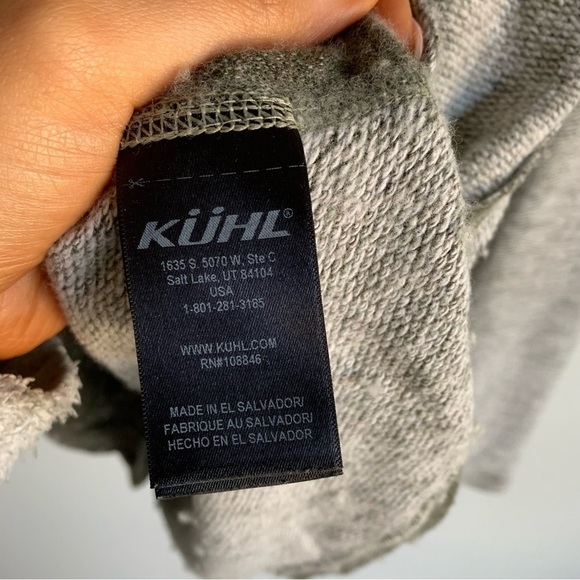 KÜHL®
1635 S. 5070 W, Ste C
Salt Lake, UT 84104
USA
1-801-281-3185
WWW.KUHL.COM
RN#108846
MADE IN EL SALVADOR/
FABRIQUE AU SALVADOR/
HECHO EN EL SALVADOR